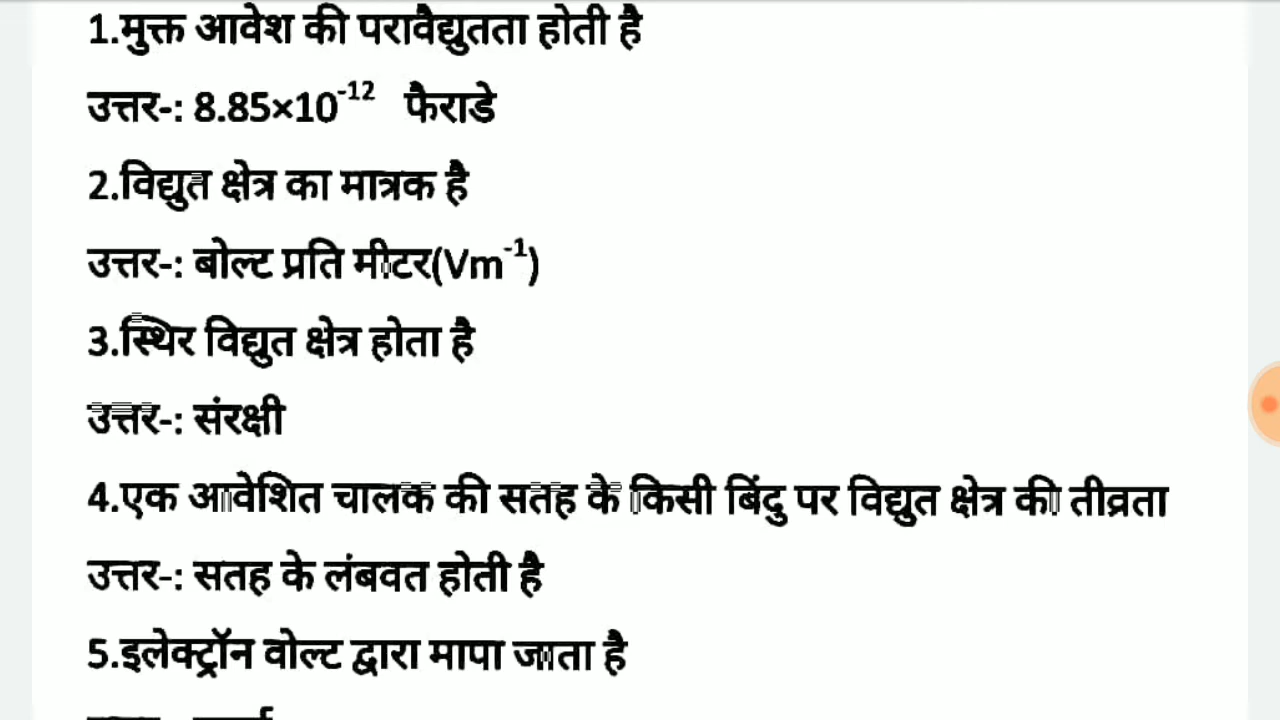 1.मुक्त आवेश की परावैद्युतता होती है
उत्तर-: 8.85×10⁻¹² फैराडे
2.विद्युत क्षेत्र का मात्रक है
उत्तर-: बोल्ट प्रति मीटर(Vm⁻¹)
3.स्थिर विद्युत क्षेत्र होता है
उत्तर-: संरक्षी
4.एक आवेशित चालक की सतह के किसी बिंदु पर विद्युत क्षेत्र की तीव्रता
उत्तर-: सतह के लंबवत होती है
5.इलेक्ट्रॉन वोल्ट द्वारा मापा जाता है